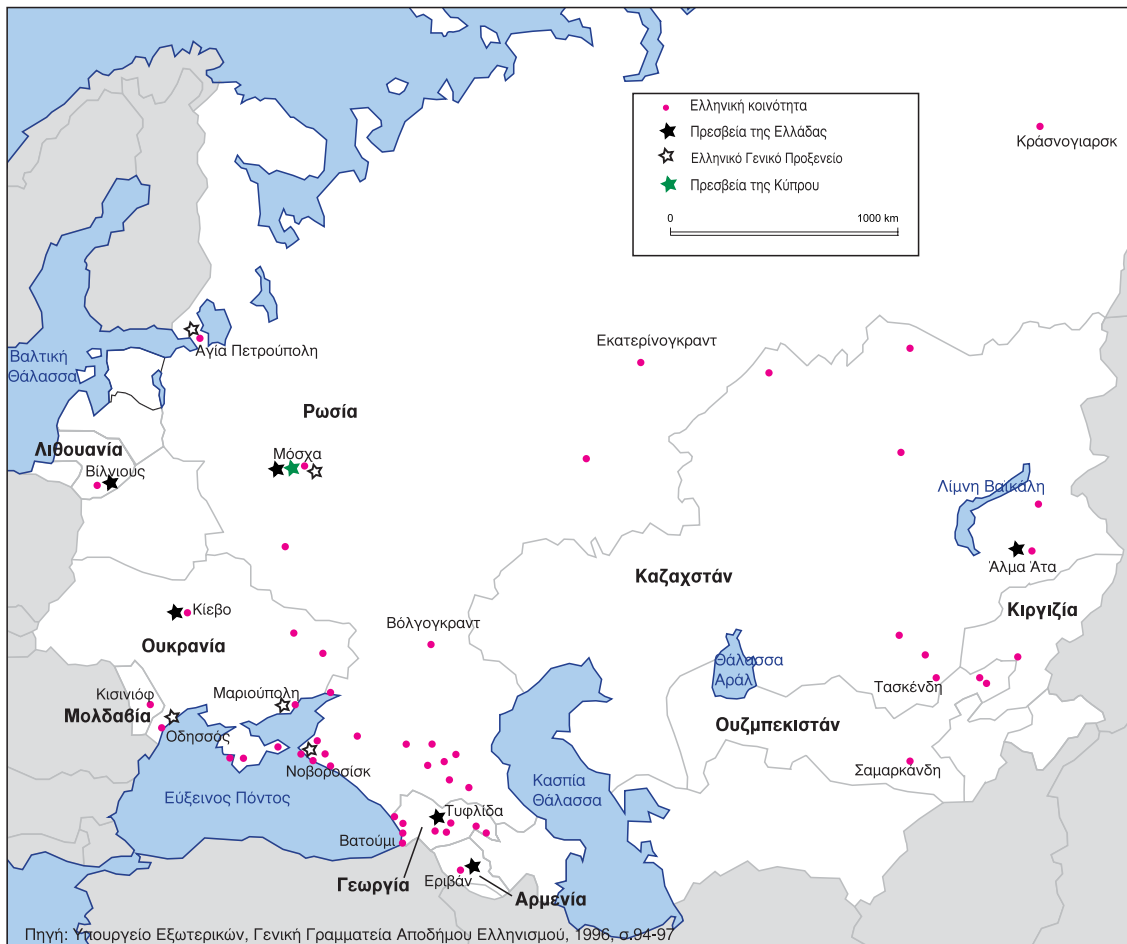 Ελληνική κοινότητα
Πρεσβεία της Ελλάδας
Ελληνικό Γενικό Προξενείο
Πρεσβεία της Κύπρου
0 1000 km
Κράσνογιαρσκ
Αγία Πετρούπολη
Βαλτική
Θάλασσα
Εκατερίνογκραντ
Ρωσία
Λιθουανία
Μόσχα
Βίλνιους
Λίμνη Βαϊκάλη
Άλμα Άτα
Καζαχστάν
Κιργιζία
Κίεβο
Βόλγογκραντ
Ουκρανία
Θάλασσα
Αράλ
Τασκένδη
Κισινιόφ
Μαριούπολη
Μολδαβία
Οδησσός
Ουζμπεκιστάν
Νοβοροσίσκ
Σαμαρκάνδη
Κασπία
Θάλασσα
Εύξεινος Πόντος
Τυφλίδα
Βατούμι
Γεωργία
Εριβάν
Αρμενία
Πηγή: Υπουργείο Εξωτερικών, Γενική Γραμματεία Αποδήμου Ελληνισμού, 1996, σ.94-97